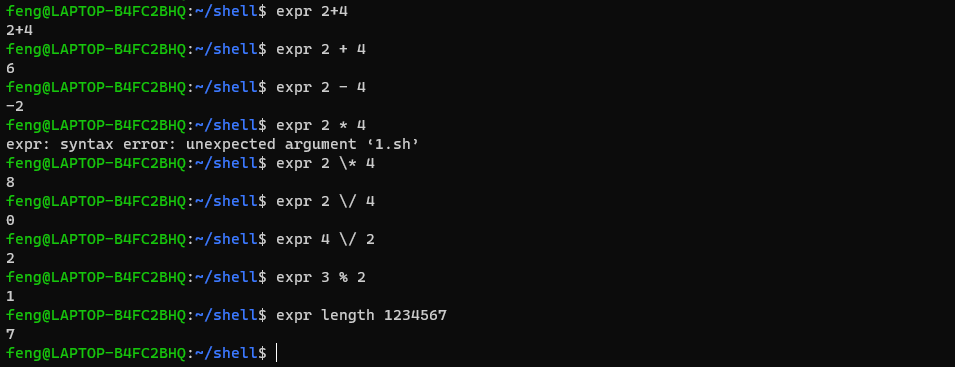 feng@LAPTOP-B4FC2BHQ:~/shell$ expr 2+4
2+4
feng@LAPTOP-B4FC2BHQ:~/shell$ expr 2 + 4
6
feng@LAPTOP-B4FC2BHQ:~/shell$ expr 2 - 4
-2
feng@LAPTOP-B4FC2BHQ:~/shell$ expr 2 * 4
expr: syntax error: unexpected argument ‘1.sh’
feng@LAPTOP-B4FC2BHQ:~/shell$ expr 2 \* 4
8
feng@LAPTOP-B4FC2BHQ:~/shell$ expr 2 \/ 4
0
feng@LAPTOP-B4FC2BHQ:~/shell$ expr 4 \/ 2
2
feng@LAPTOP-B4FC2BHQ:~/shell$ expr 3 % 2
1
feng@LAPTOP-B4FC2BHQ:~/shell$ expr length 1234567
7
feng@LAPTOP-B4FC2BHQ:~/shell$